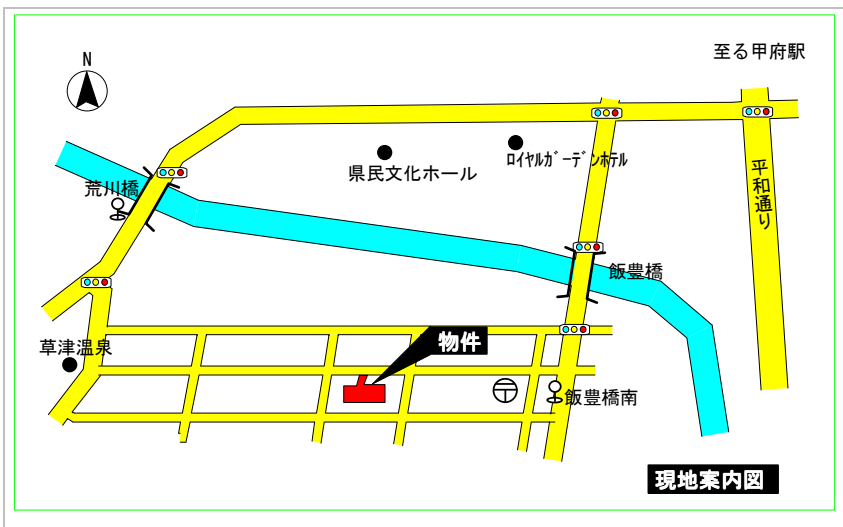 N
至る甲府駅
ロイヤルガーデンホテル
県民文化ホール
平和通り
荒川橋
飯豊橋
物件
草津温泉
飯豊橋南
現地案内図